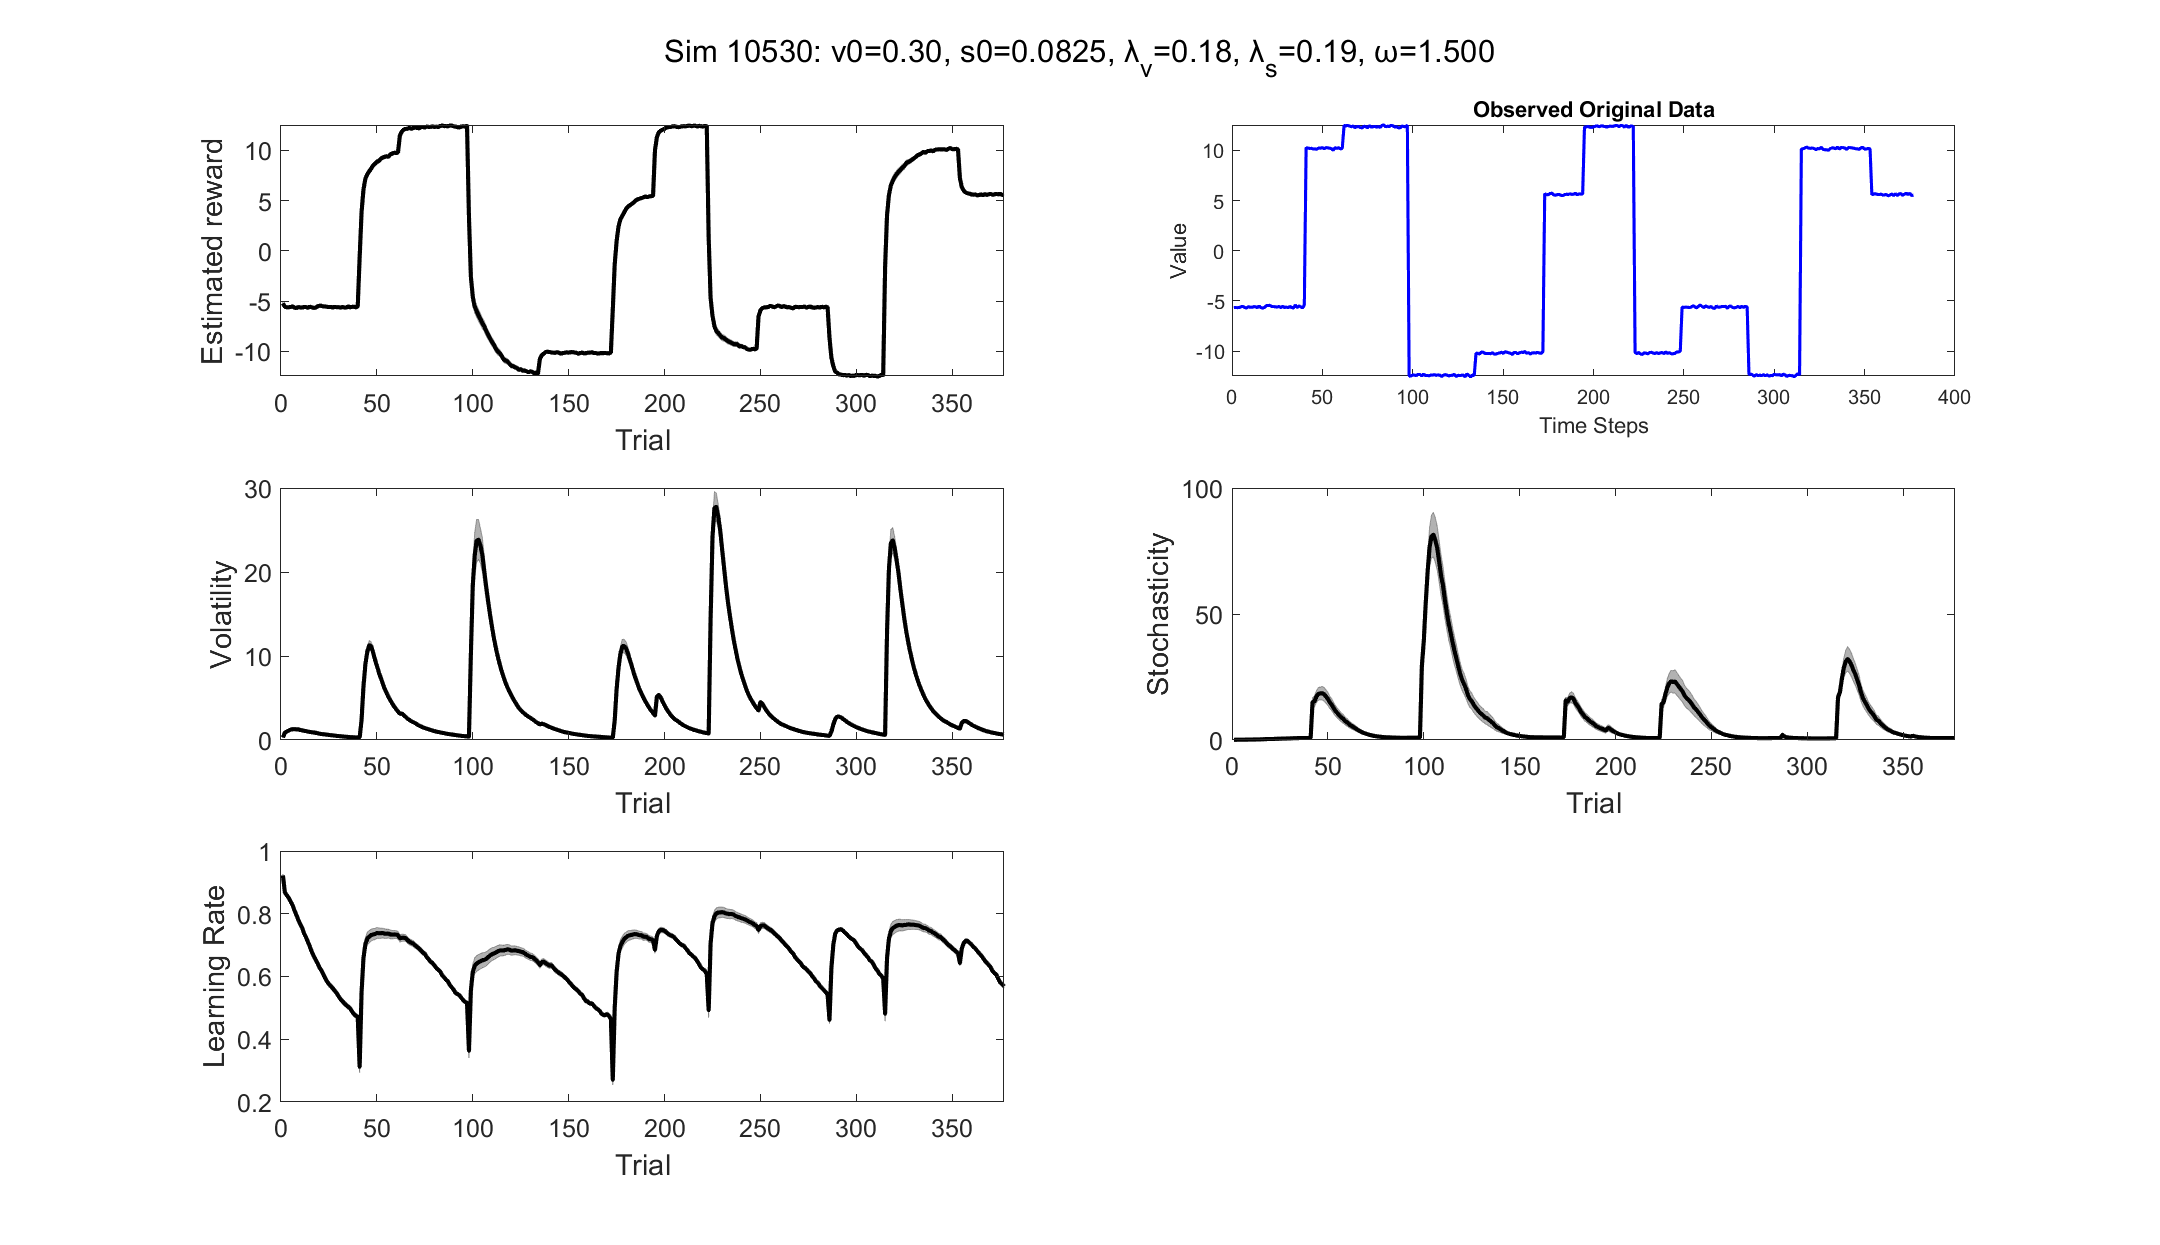 Sim 10530: v0=0.30, s0=0.0825, λ_v=0.18, λ_s=0.19, ω=1.500
Estimated reward
10
5
0
-5
-10
0 50 100 150 200 250 300 350
Trial
Observed Original Data
Value
10
5
0
-5
-10
0 50 100 150 200 250 300 350 400
Time Steps
Volatility
30
20
10
0
0 50 100 150 200 250 300 350
Trial
Stochasticity
100
50
0
0 50 100 150 200 250 300 350
Trial
Learning Rate
1
0.8
0.6
0.4
0.2
0 50 100 150 200 250 300 350
Trial